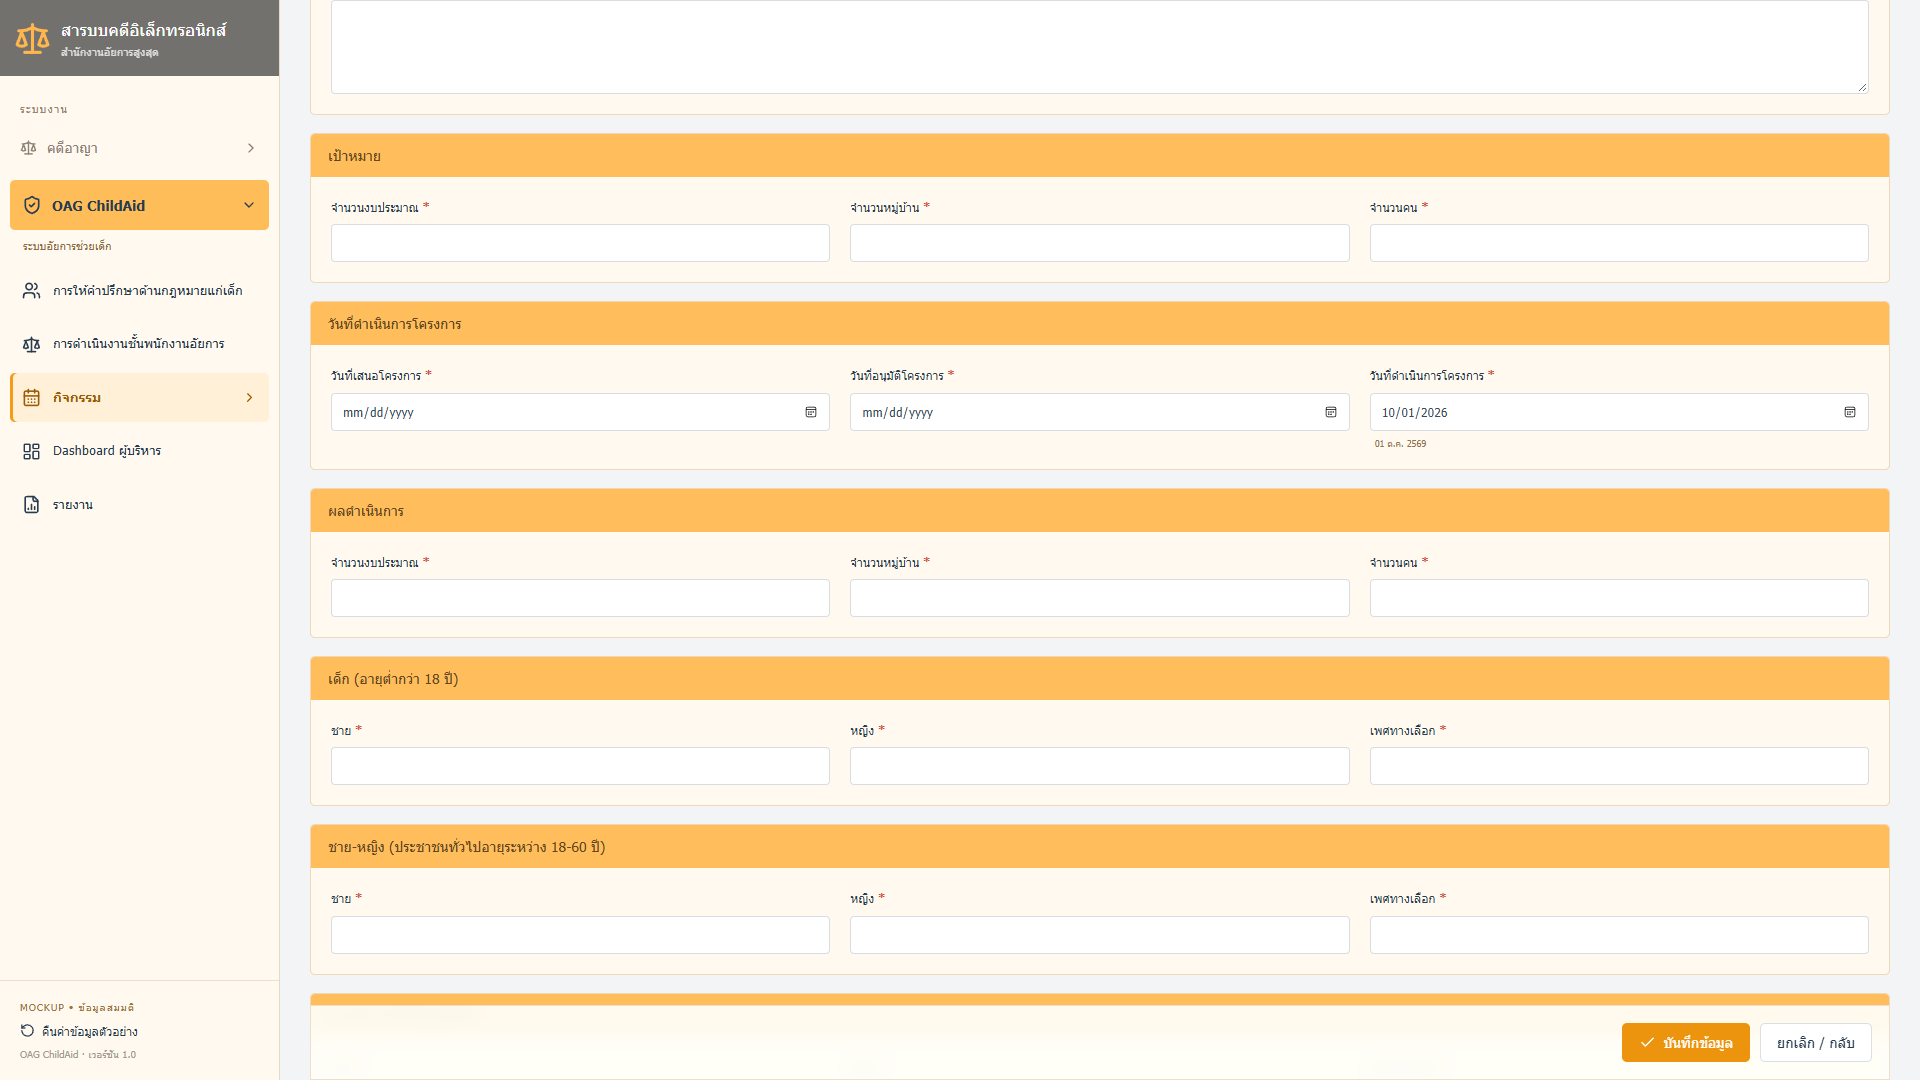 สารบบคดีอิเล็กทรอนิกส์
สำนักงานอัยการสูงสุด
ระบบงาน
คดีอาญา
OAG ChildAid
ระบบอัยการช่วยเด็ก
การให้คำปรึกษาด้านกฎหมายแก่เด็ก
การดำเนินงานชั้นพนักงานอัยการ
กิจกรรม
Dashboard ผู้บริหาร
รายงาน
MOCKUP • ข้อมูลสมมติ
คืนค่าข้อมูลตัวอย่าง
OAG ChildAid · เวอร์ชัน 1.0
เป้าหมาย
จำนวนงบประมาณ *
จำนวนหมู่บ้าน *
จำนวนคน *
วันที่ดำเนินการโครงการ
วันที่เสนอโครงการ *
วันที่อนุมัติโครงการ *
วันที่ดำเนินการโครงการ *
mm/dd/yyyy
mm/dd/yyyy
10/01/2026
01 ต.ค. 2569
ผลดำเนินการ
จำนวนงบประมาณ *
จำนวนหมู่บ้าน *
จำนวนคน *
เด็ก (อายุต่ำกว่า 18 ปี)
ชาย *
หญิง *
เพศทางเลือก *
ชาย-หญิง (ประชาชนทั่วไปอายุระหว่าง 18-60 ปี)
ชาย *
หญิง *
เพศทางเลือก *
บันทึกข้อมูล
ยกเลิก / กลับ